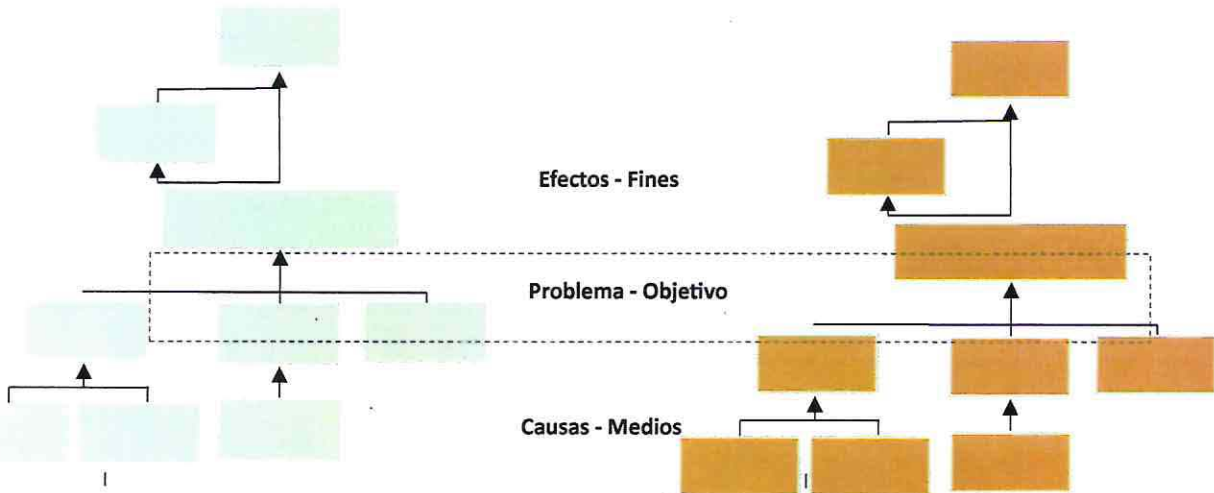 Efectos - Fines
Problema - Objetivo
Causas - Medios